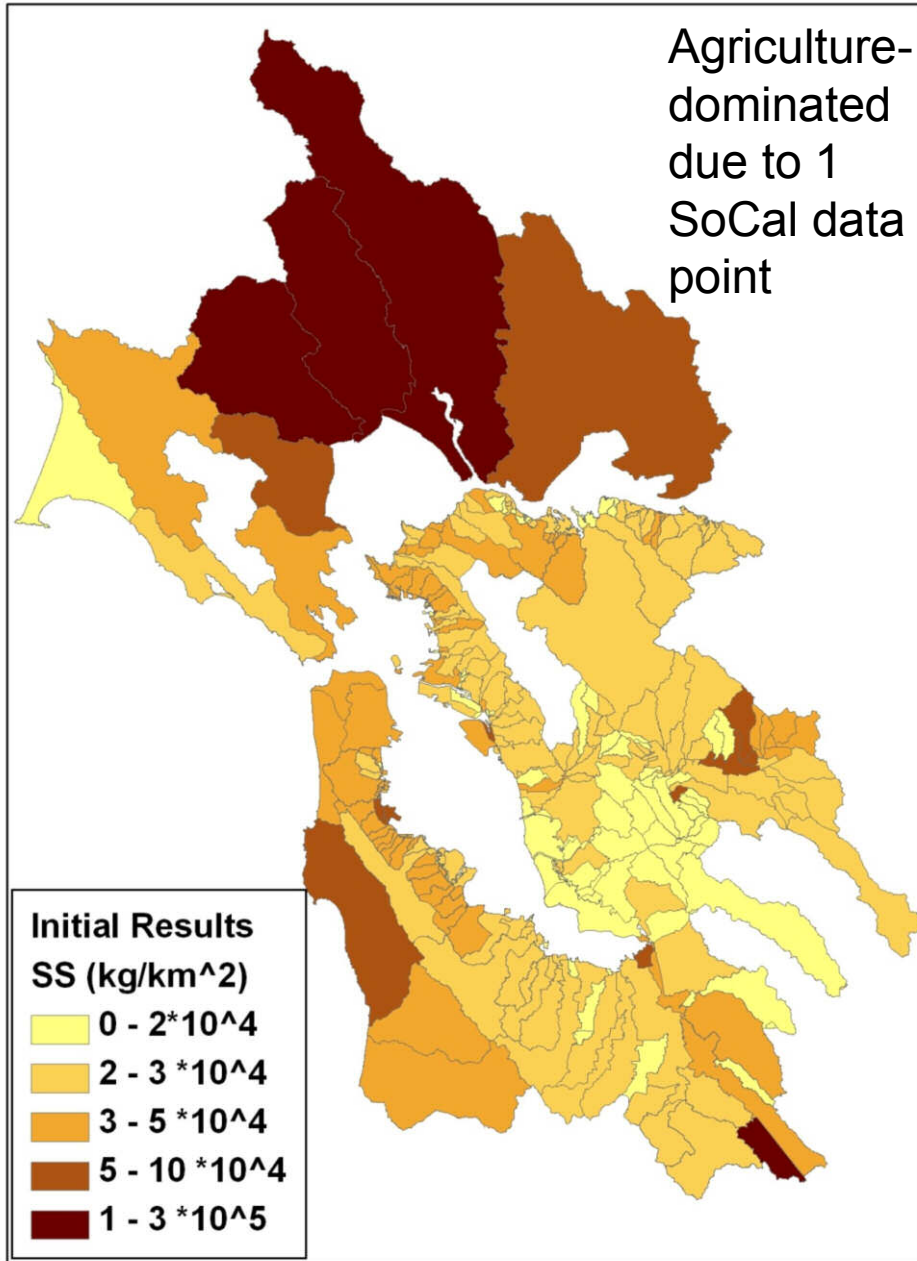 Agriculture-
dominated
due to 1
SoCal data
point
Initial Results
SS (kg/km^2)
0 - 2*10^4
2 - 3 *10^4
3 - 5 *10^4
5 - 10 *10^4
1 - 3 *10^5